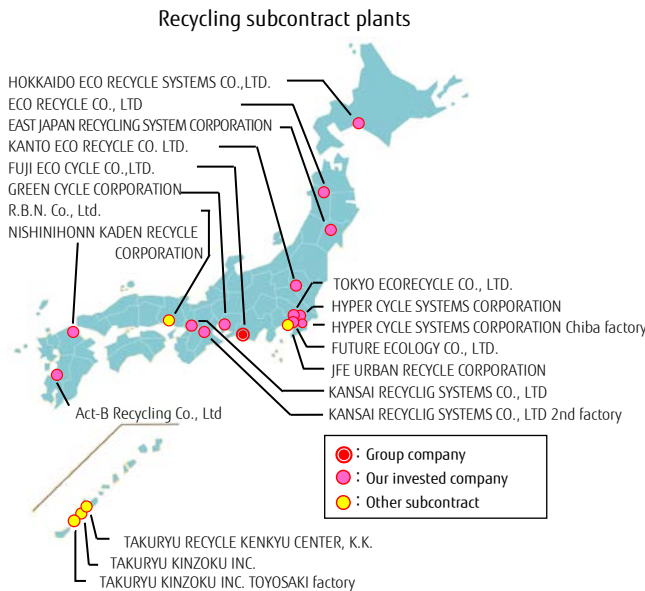 Recycling subcontract plants
HOKKAIDO ECO RECYCLE SYSTEMS CO.,LTD.
ECO RECYCLE CO., LTD
EAST JAPAN RECYCLING SYSTEM CORPORATION
KANTO ECO RECYCLE CO. LTD.
FUJI ECO CYCLE CO.,LTD.
GREEN CYCLE CORPORATION
R.B.N. Co., Ltd.
NISHINIHONN KADEN RECYCLE
CORPORATION
TOKYO ECORECYCLE CO., LTD.
HYPER CYCLE SYSTEMS CORPORATION
HYPER CYCLE SYSTEMS CORPORATION Chiba factory
FUTURE ECOLOGY CO., LTD.
JFE URBAN RECYCLE CORPORATION
KANSAI RECYCLIG SYSTEMS CO., LTD
KANSAI RECYCLIG SYSTEMS CO., LTD 2nd factory
Act-B Recycling Co., Ltd
: Group company
: Our invested company
: Other subcontract
TAKURYU RECYCLE KENKYU CENTER, K.K.
TAKURYU KINZOKU INC.
TAKURYU KINZOKU INC. TOYOSAKI factory